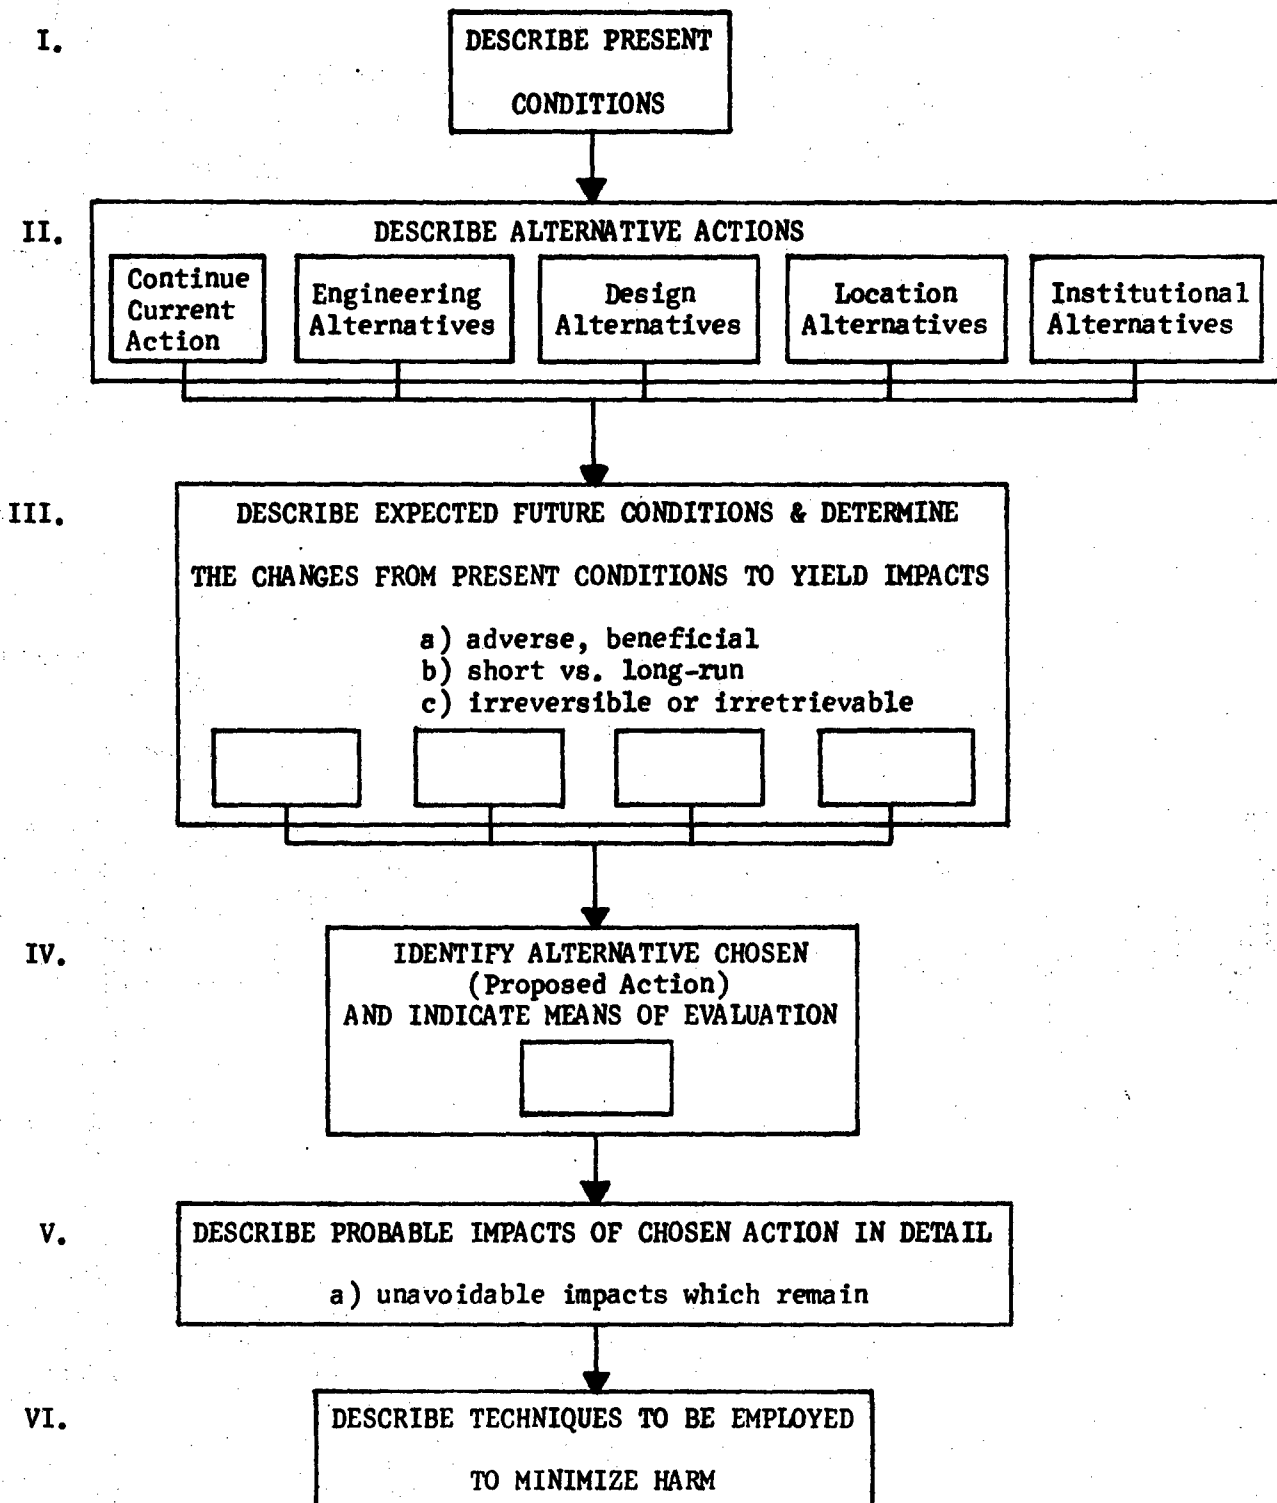 I.
DESCRIBE PRESENT
CONDITIONS
II.
DESCRIBE ALTERNATIVE ACTIONS
Continue
Current
Action
Engineering
Alternatives
Design
Alternatives
Location
Alternatives
Institutional
Alternatives
III.
DESCRIBE EXPECTED FUTURE CONDITIONS & DETERMINE
THE CHANGES FROM PRESENT CONDITIONS TO YIELD IMPACTS
a) adverse, beneficial
b) short vs. long-run
c) irreversible or irretrievable
IV.
IDENTIFY ALTERNATIVE CHOSEN
(Proposed Action)
AND INDICATE MEANS OF EVALUATION
V.
DESCRIBE PROBABLE IMPACTS OF CHOSEN ACTION IN DETAIL
a) unavoidable impacts which remain
VI.
DESCRIBE TECHNIQUES TO BE EMPLOYED
TO MINIMIZE HARM